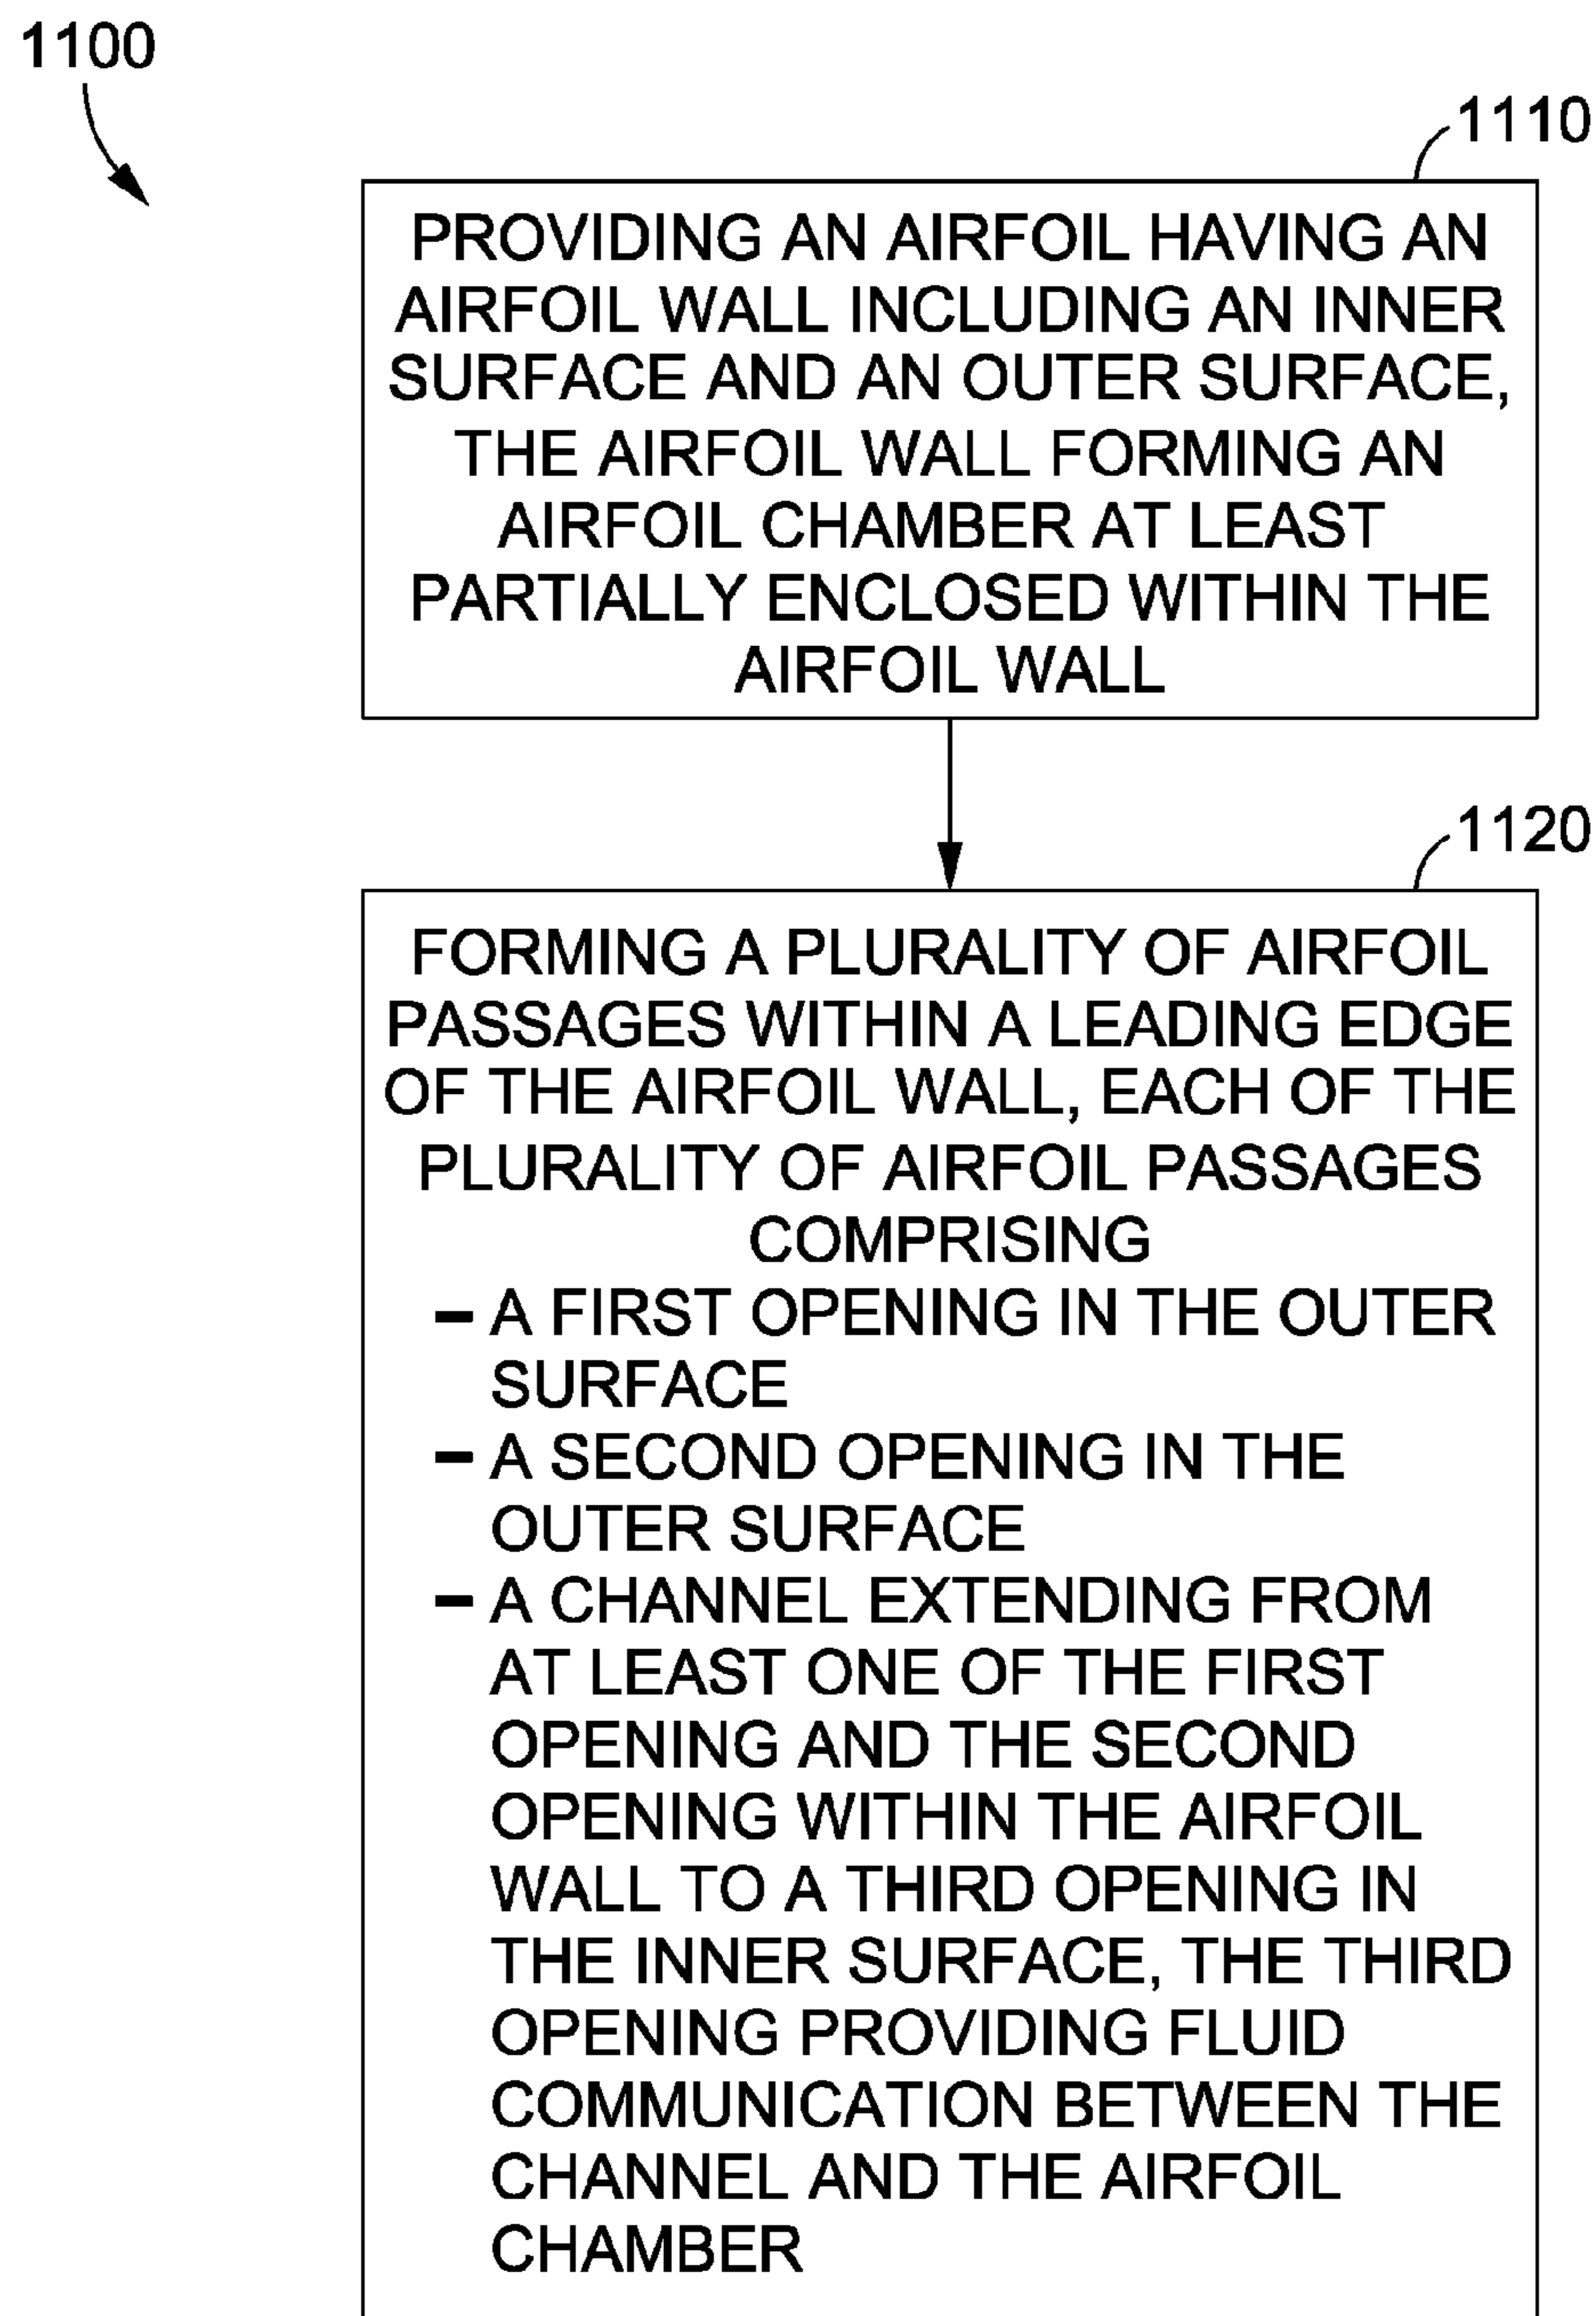 1100
1110
PROVIDING AN AIRFOIL HAVING AN
AIRFOIL WALL INCLUDING AN INNER
SURFACE AND AN OUTER SURFACE,
THE AIRFOIL WALL FORMING AN
AIRFOIL CHAMBER AT LEAST
PARTIALLY ENCLOSED WITHIN THE
AIRFOIL WALL
1120
FORMING A PLURALITY OF AIRFOIL
PASSAGES WITHIN A LEADING EDGE
OF THE AIRFOIL WALL, EACH OF THE
PLURALITY OF AIRFOIL PASSAGES
COMPRISING
– A FIRST OPENING IN THE OUTER
SURFACE
– A SECOND OPENING IN THE
OUTER SURFACE
– A CHANNEL EXTENDING FROM
AT LEAST ONE OF THE FIRST
OPENING AND THE SECOND
OPENING WITHIN THE AIRFOIL
WALL TO A THIRD OPENING IN
THE INNER SURFACE, THE THIRD
OPENING PROVIDING FLUID
COMMUNICATION BETWEEN THE
CHANNEL AND THE AIRFOIL
CHAMBER